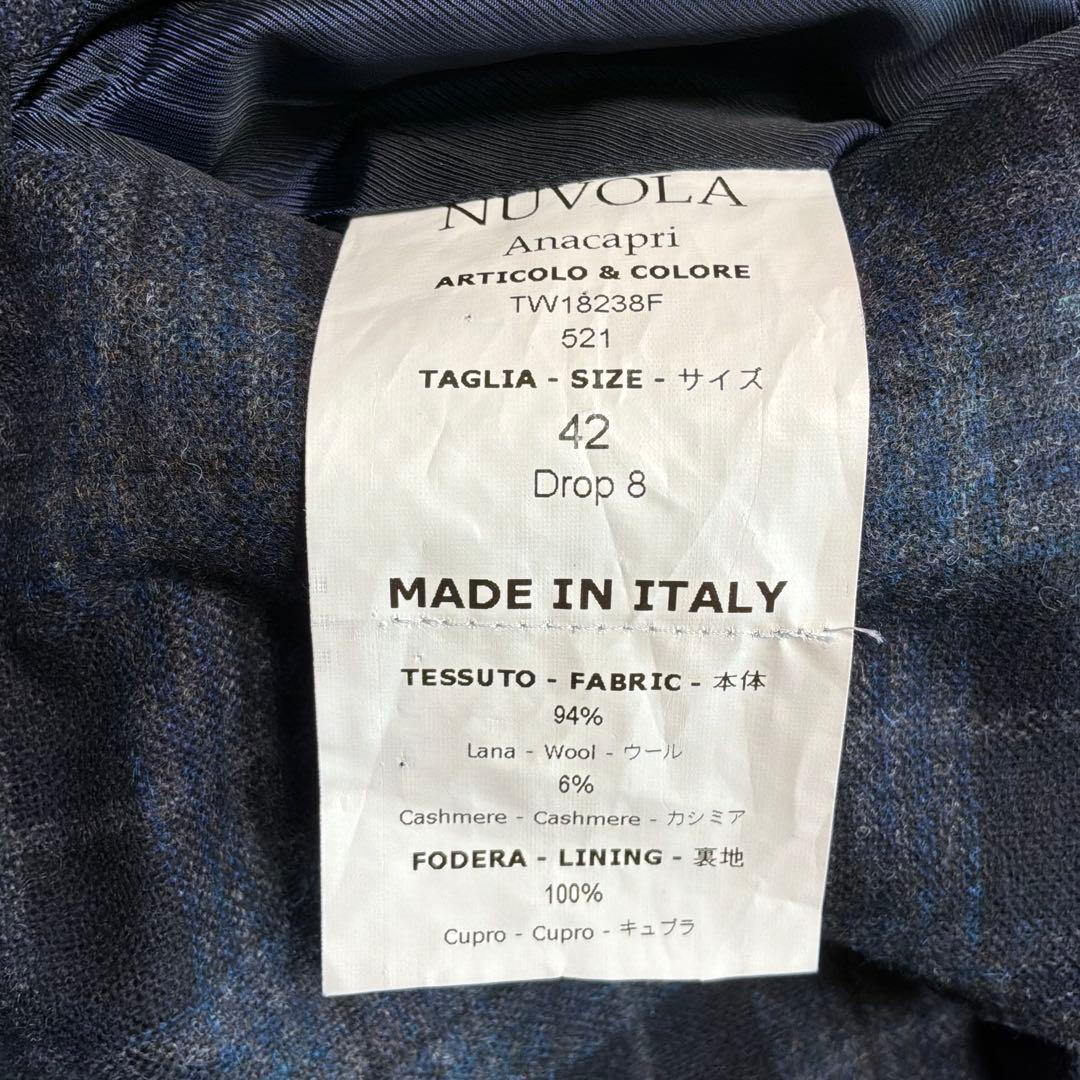 NUVOLA
Anacapri
ARTICOLO & COLORE
TW18238F
521
TAGLIA - SIZE - サイズ
42
Drop 8
MADE IN ITALY
TESSUTO - FABRIC - 本体
94%
Lana - Wool - ウール
6%
Cashmere - Cashmere - カシミア
FODERA - LINING - 裏地
100%
Cupro - Cupro - キュプラ